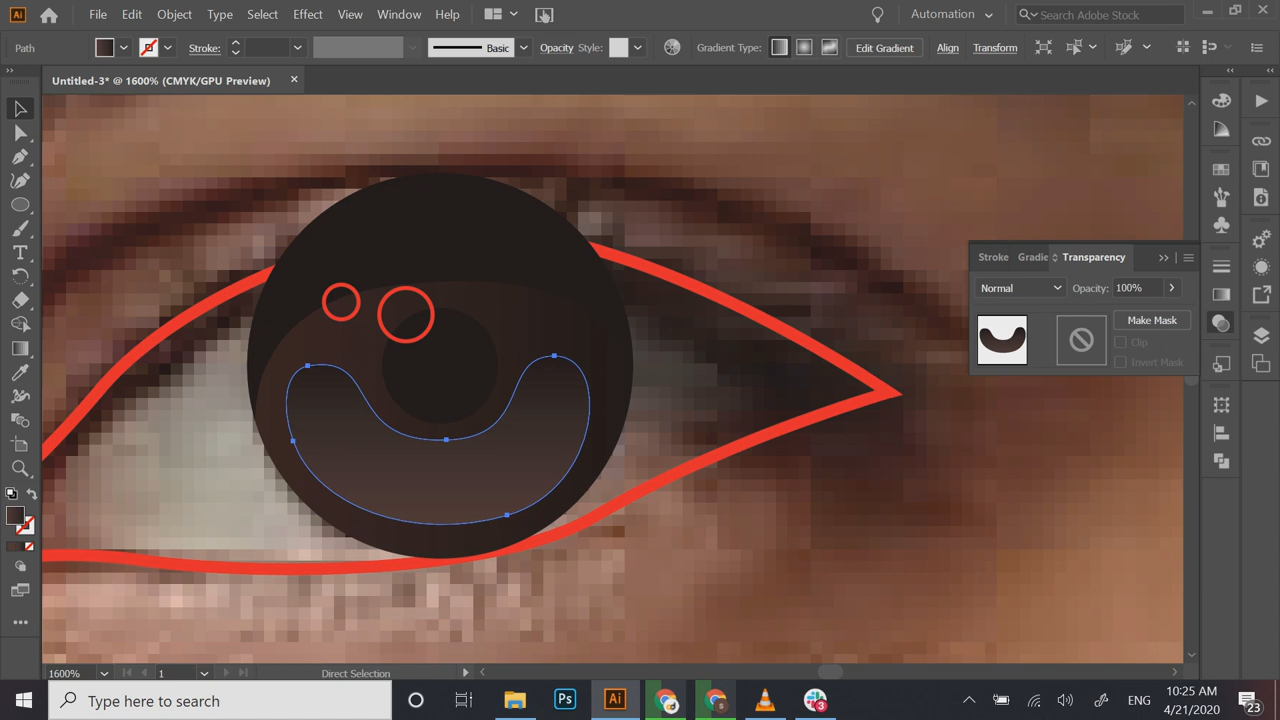 Ai File Edit Object Type Select Effect View Window Help Automation Search Adobe Stock
Path Stroke: Basic Opacity Style: Gradient Type: Edit Gradient Align Transform
Untitled-3* @ 1600% (CMYK/GPU Preview)
Stroke Gradie Transparency
Normal Opacity: 100%
Make Mask
Clip
Invert Mask
1600% 1 Direct Selection
Type here to search
Ps Ai
3
ENG
10:25 AM
4/21/2020
23